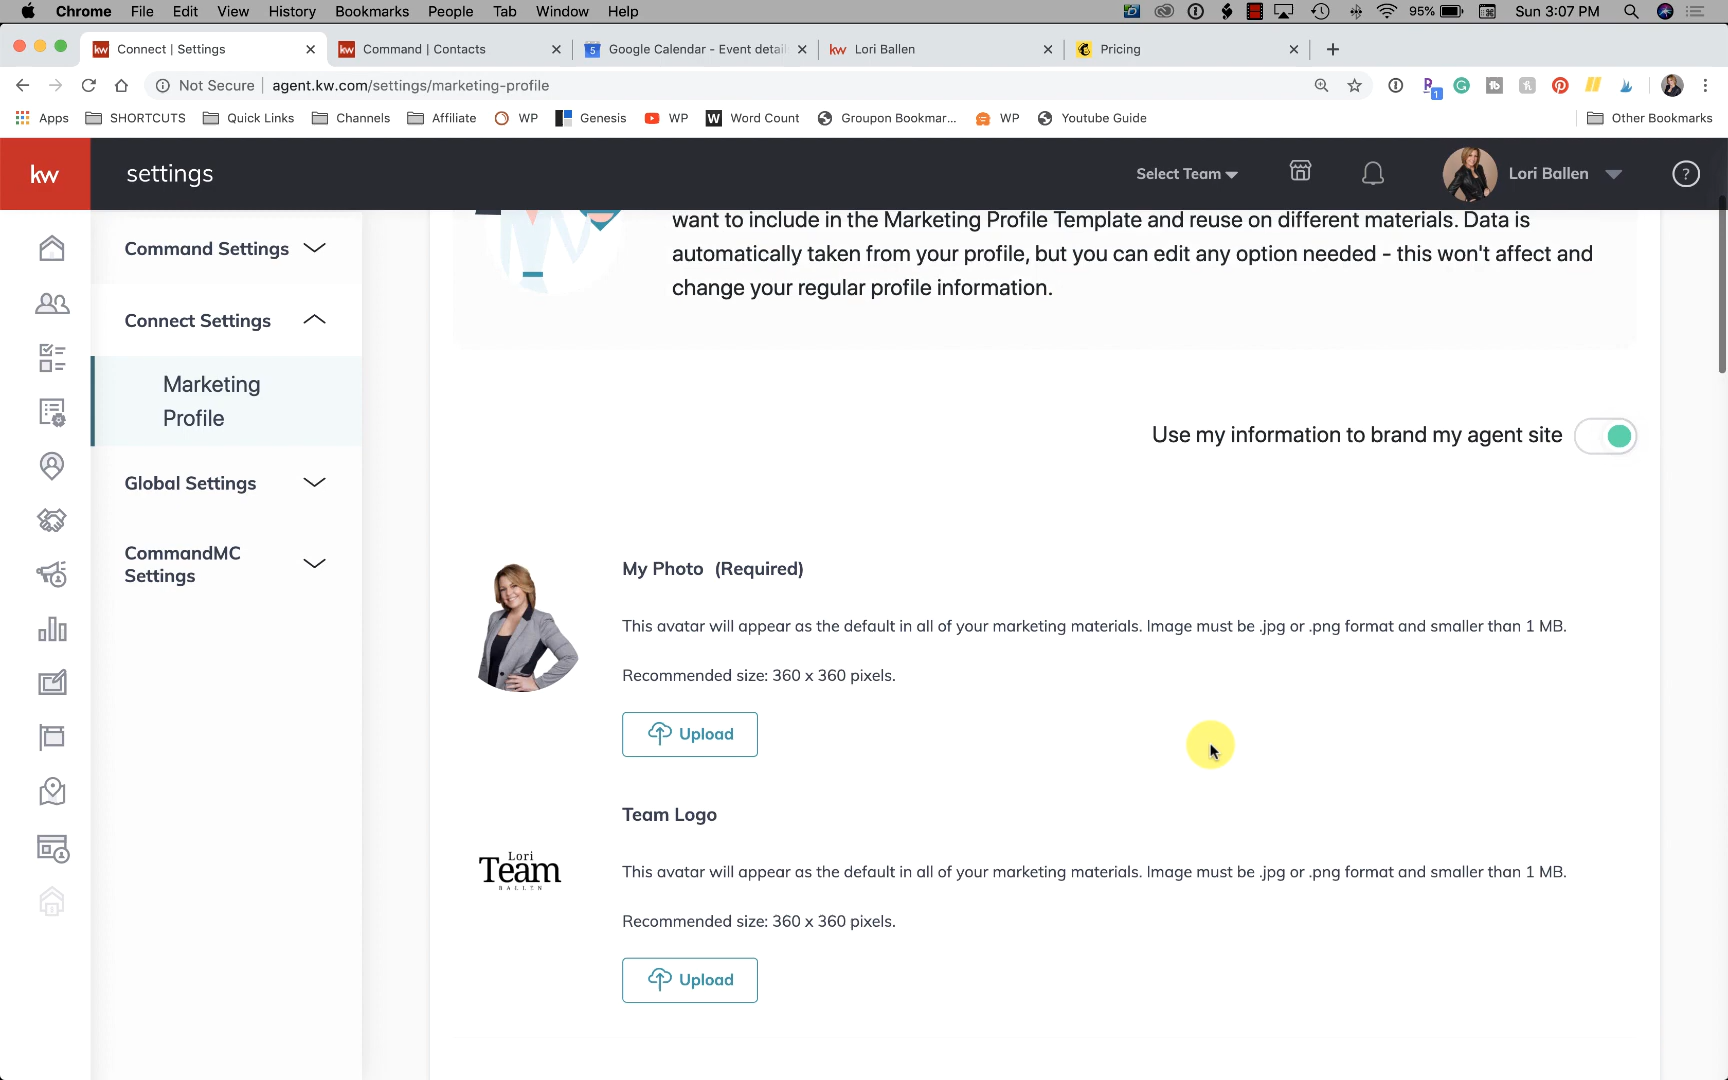 Chrome File Edit View History Bookmarks People Tab Window Help
95% Sun 3:07 PM
Connect | Settings
Command | Contacts
Google Calendar - Event detail
Lori Ballen
Pricing
Not Secure | agent.kw.com/settings/marketing-profile
Apps SHORTCUTS Quick Links Channels Affiliate WP Genesis WP Word Count Groupon Bookmar... WP Youtube Guide Other Bookmarks
kw settings Select Team Lori Ballen ?
Command Settings
Connect Settings
Marketing
Profile
Global Settings
CommandMC
Settings
want to include in the Marketing Profile Template and reuse on different materials. Data is
automatically taken from your profile, but you can edit any option needed - this won't affect and
change your regular profile information.
Use my information to brand my agent site
My Photo (Required)
This avatar will appear as the default in all of your marketing materials. Image must be .jpg or .png format and smaller than 1 MB.
Recommended size: 360 x 360 pixels.
Upload
Team Logo
Lori
Team
BALLEN
This avatar will appear as the default in all of your marketing materials. Image must be .jpg or .png format and smaller than 1 MB.
Recommended size: 360 x 360 pixels.
Upload